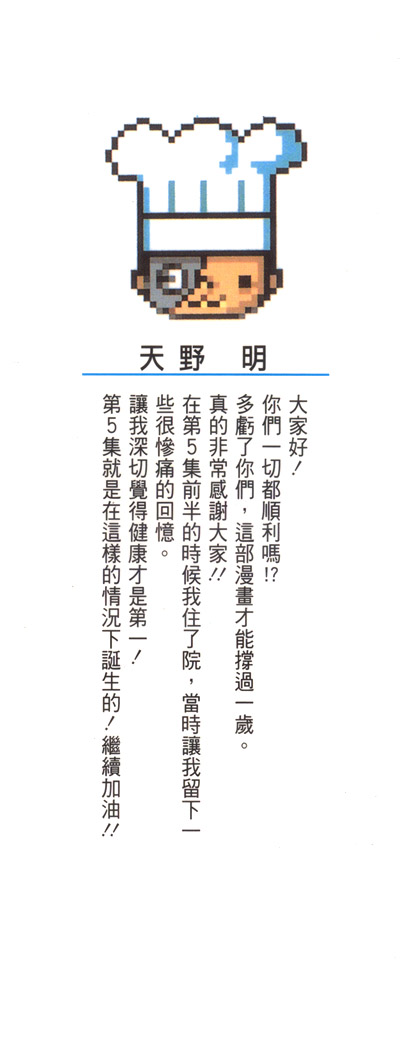 天野 明
大家好！
你們一切都順利嗎!?
多虧了你們，這部漫畫才能撐過一歲。
真的非常感謝大家!!
在第5集前半的時候我住了院，當時讓我留下一
些很慘痛的回憶。
讓我深切覺得健康才是第一！
第5集就是在這樣的情況下誕生的！繼續加油!!